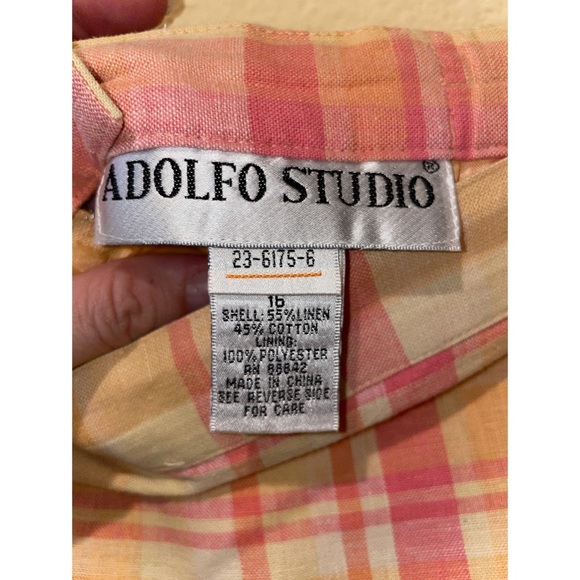 ADOLFO STUDIO®
23-6175-6
16
SHELL: 55% LINEN
45% COTTON
LINING:
100% POLYESTER
RN 88842
MADE IN CHINA
SEE REVERSE SIDE
FOR CARE